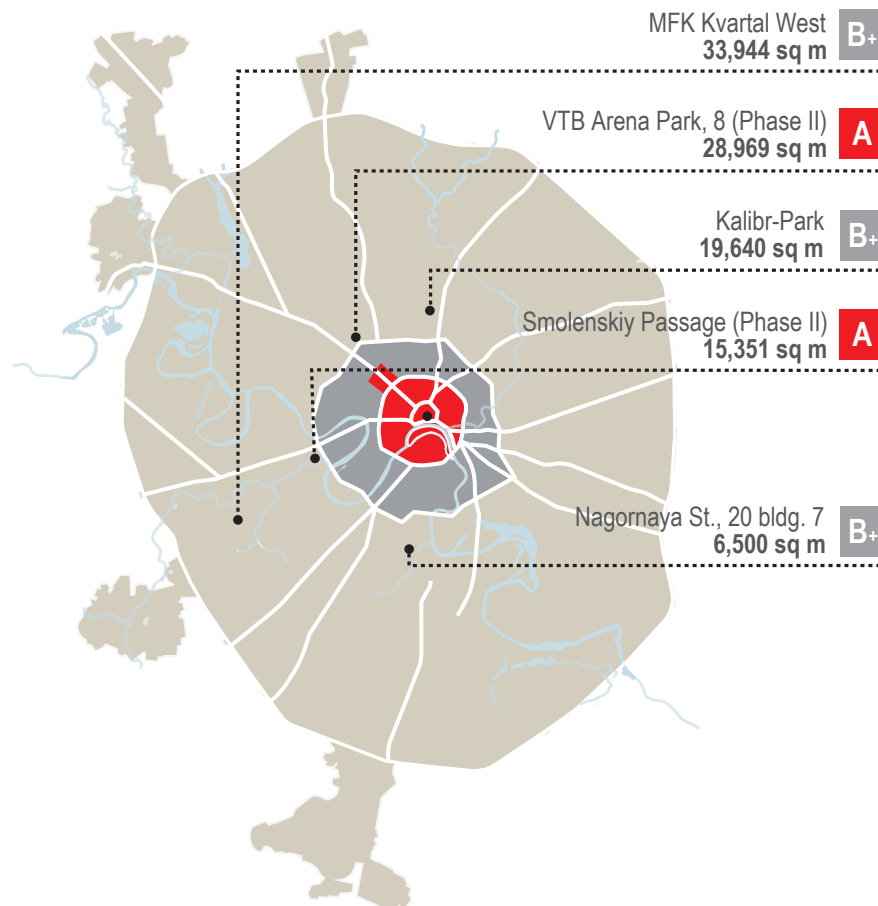 MFK Kvartal West
33,944 sq m
B+
VTB Arena Park, 8 (Phase II)
28,969 sq m
A
Kalibr-Park
19,640 sq m
B+
Smolenskiy Passage (Phase II)
15,351 sq m
A
Nagornaya St., 20 bldg. 7
6,500 sq m
B+